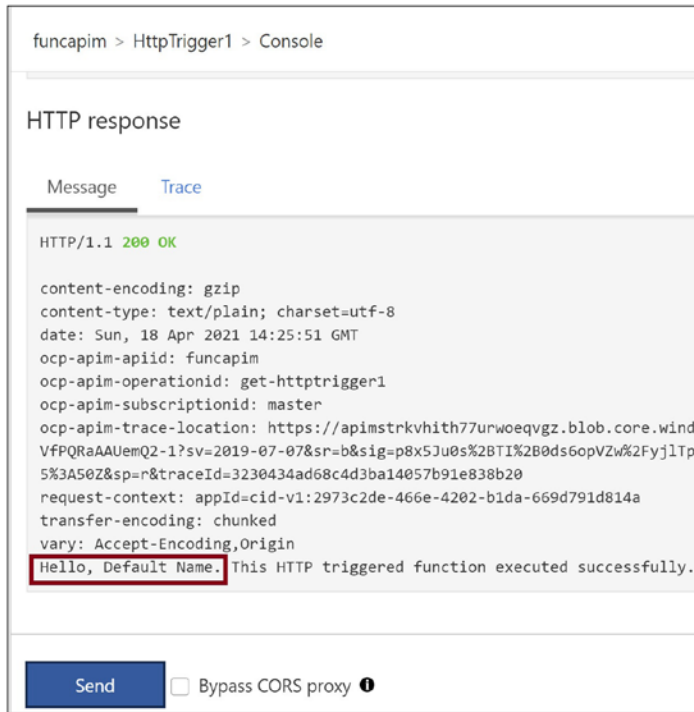 funcapim > HttpTrigger1 > Console
HTTP response
Message Trace
HTTP/1.1 200 OK
content-encoding: gzip
content-type: text/plain; charset=utf-8
date: Sun, 18 Apr 2021 14:25:51 GMT
ocp-apim-apiid: funcapim
ocp-apim-operationid: get-httptrigger1
ocp-apim-subscriptionid: master
ocp-apim-trace-location: https://apimstrkvhith77urwoeqvgz.blob.core.wind
VfPQRaAAUemQ2-1?sv=2019-07-07&sr=b&sig=p8x5Ju0s%2BTI%2B0ds6opVZw%2FyjlTp
5%3A50Z&sp=r&traceId=3230434ad68c4d3ba14057b91e838b20
request-context: appId=cid-v1:2973c2de-466e-4202-b1da-669d791d814a
transfer-encoding: chunked
vary: Accept-Encoding,Origin
Hello, Default Name. This HTTP triggered function executed successfully.
Send Bypass CORS proxy